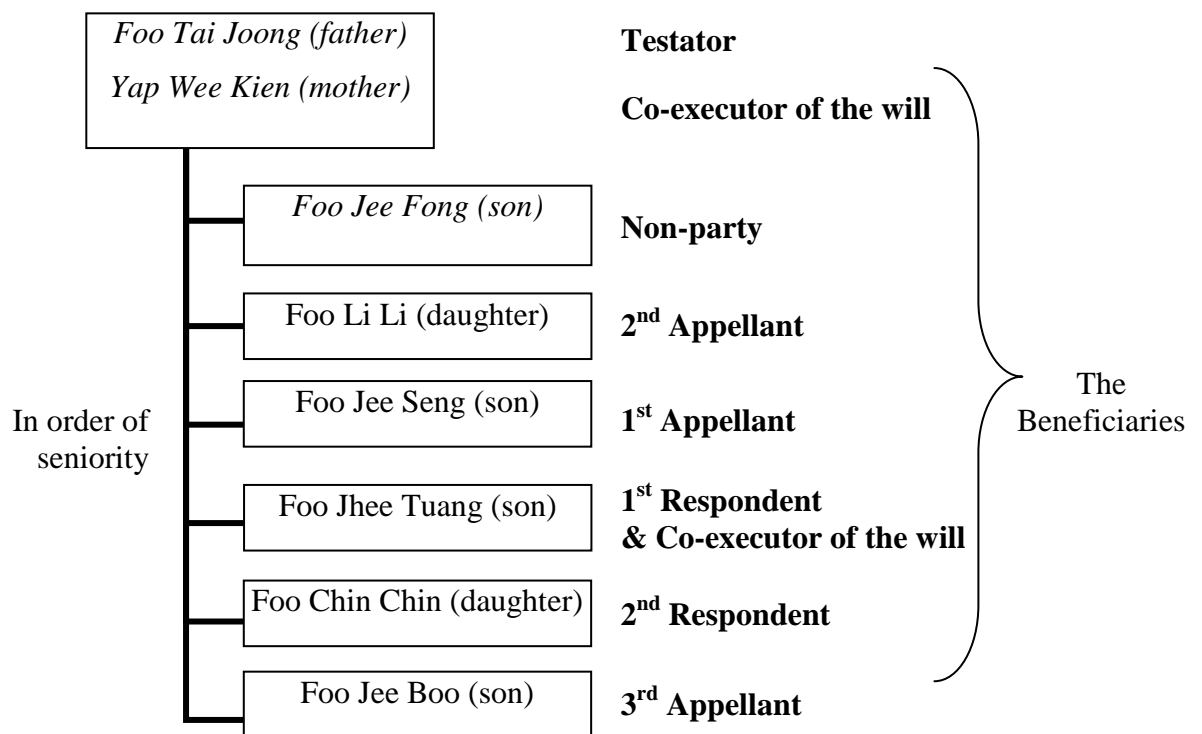 Foo Tai Joong (father)
Testator
Yap Wee Kien (mother)
Co-executor of the will
Foo Jee Fong (son)
Non-party
Foo Li Li (daughter)
2nd Appellant
Foo Jee Seng (son)
1st Appellant
In order of
seniority
The
Beneficiaries
Foo Jhee Tuang (son)
1st Respondent
& Co-executor of the will
Foo Chin Chin (daughter)
2nd Respondent
Foo Jee Boo (son)
3rd Appellant